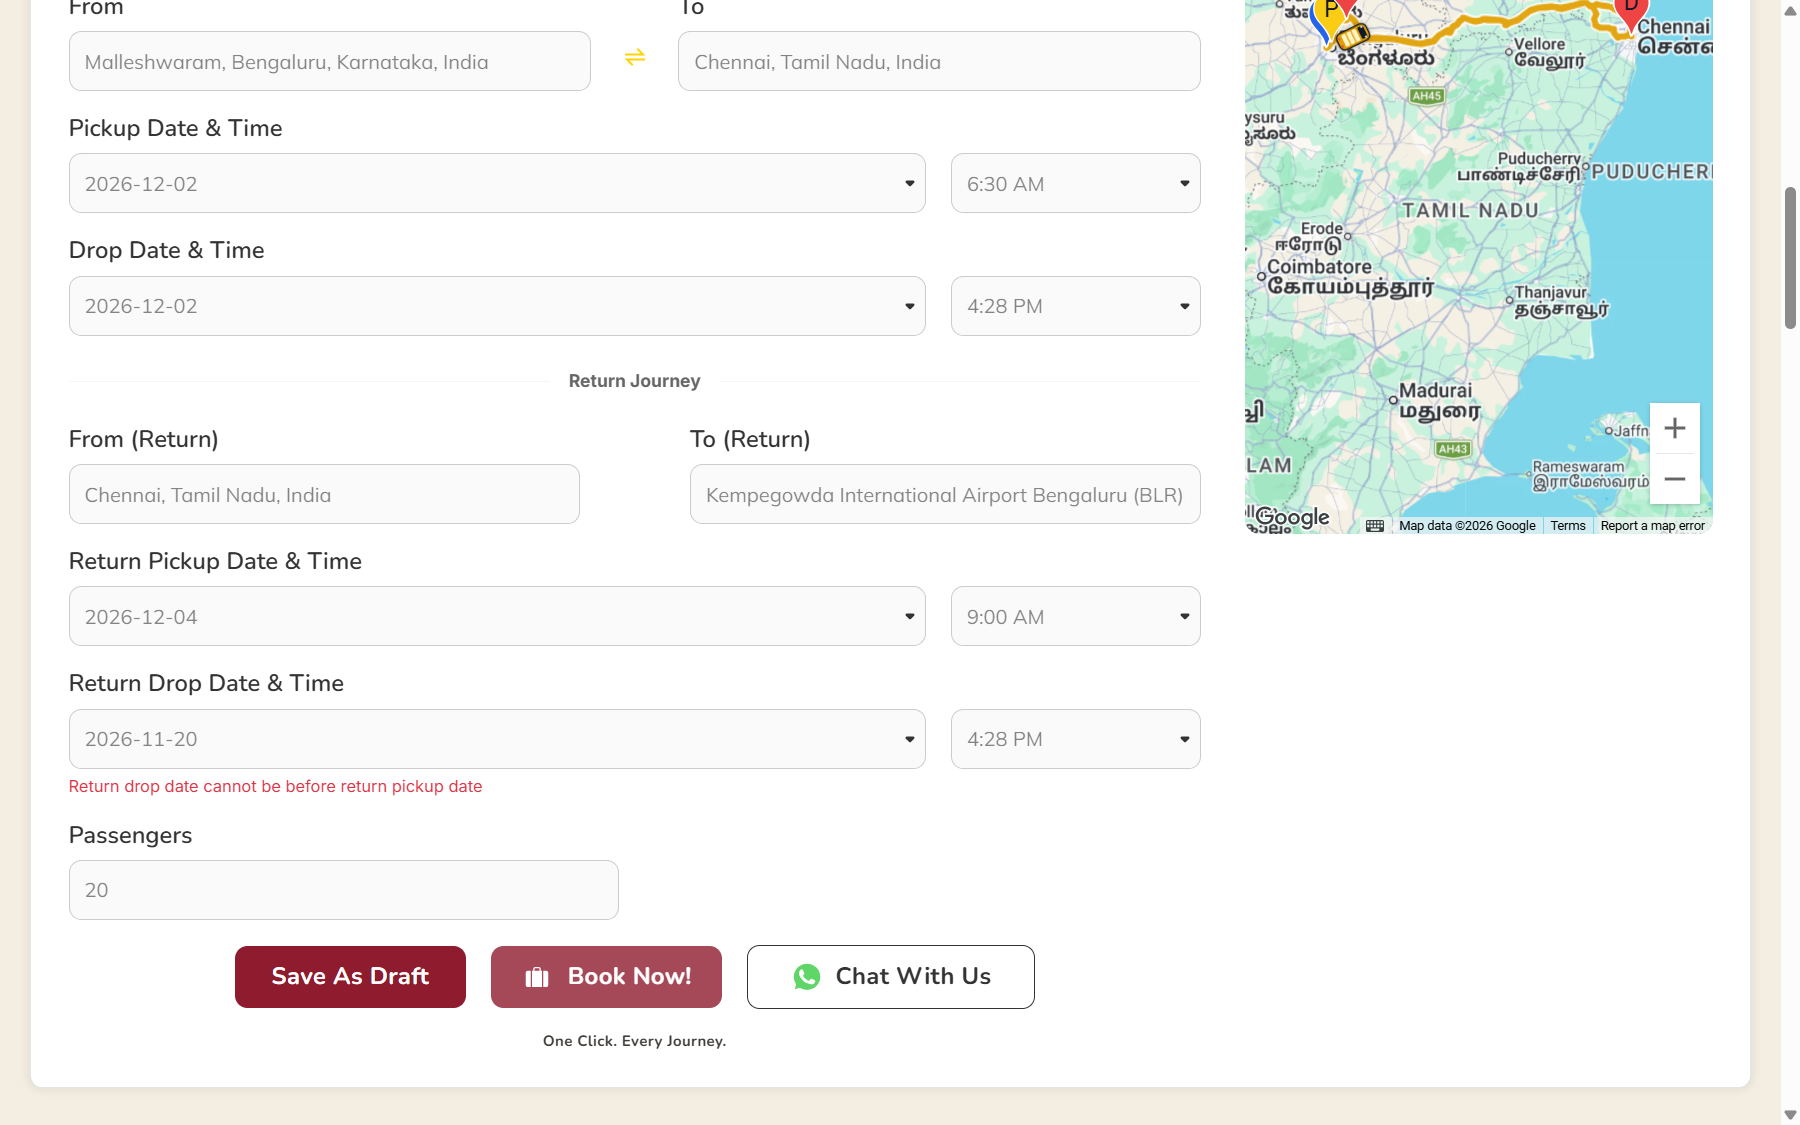 From
To
Malleshwaram, Bengaluru, Karnataka, India
Chennai, Tamil Nadu, India
Pickup Date & Time
2026-12-02
6:30 AM
Drop Date & Time
2026-12-02
4:28 PM
Return Journey
From (Return)
To (Return)
Chennai, Tamil Nadu, India
Kempegowda International Airport Bengaluru (BLR)
Return Pickup Date & Time
2026-12-04
9:00 AM
Return Drop Date & Time
2026-11-20
4:28 PM
Return drop date cannot be before return pickup date
Passengers
20
Save As Draft
Book Now!
Chat With Us
One Click. Every Journey.
P
D
Chennai
Vellore
வேலூர்
ಬೆಂಗಳೂರು
AH45
Puducherry
பாண்டிச்சேரி
TAMIL NADU
Erode
ஈரோடு
Coimbatore
கோயம்புத்தூர்
Thanjavur
தஞ்சாவூர்
Madurai
மதுரை
AH43
Rameswaram
இராமேஸ்வரம்
Google
Map data ©2026 Google
Terms
Report a map error